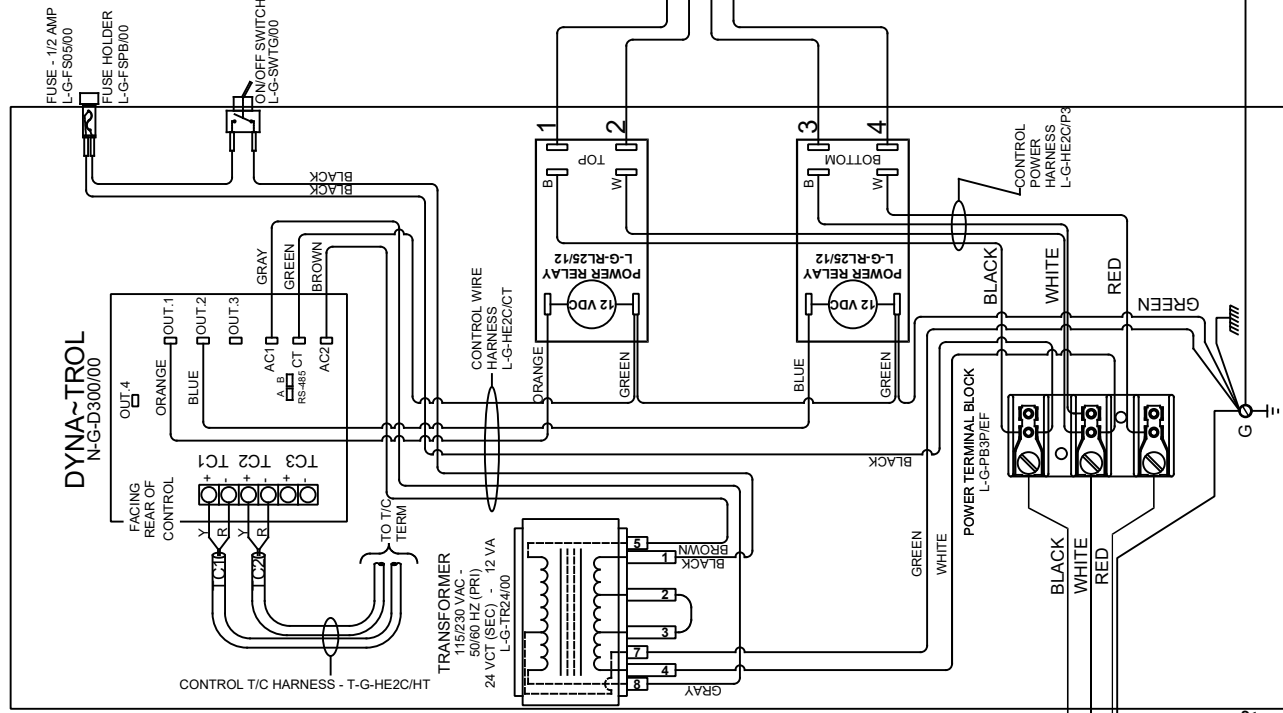 FUSE - 1/2 AMP
L-G-FS05/00
FUSE HOLDER
L-G-FSPB/00
ON/OFF SWITCH
L-G-SWTG/00
BLACK
BLACK
1
2
3
4
TOP
B
W
POWER RELAY
L-G-RL25/12
12 VDC
BOTTOM
B
W
POWER RELAY
L-G-RL25/12
12 VDC
CONTROL
POWER
HARNESS
L-G-HE2C/P3
DYNA~TROL
N-G-D300/00
OUT.4
OUT.1
OUT.2
OUT.3
AC1
CT
AC2
A B
RS-485
GRAY
GREEN
BROWN
ORANGE
BLUE
CONTROL WIRE
HARNESS
L-G-HE2C/CT
ORANGE
GREEN
BLUE
GREEN
BLACK
WHITE
RED
GREEN
FACING
REAR OF
CONTROL
TC1
TC2
TC3
+ - + - + -
Y
R
Y
R
TC1
TC2
TO T/C
TERM
CONTROL T/C HARNESS - T-G-HE2C/HT
TRANSFORMER
115/230 VAC -
50/60 HZ (PRI)
24 VCT (SEC) - 12 VA
L-G-TR24/00
5
1
2
3
7
4
8
BROWN
BLACK
GRAY
BLACK
GREEN
WHITE
POWER TERMINAL BLOCK
L-G-PB3P/EF
BLACK
WHITE
RED
G